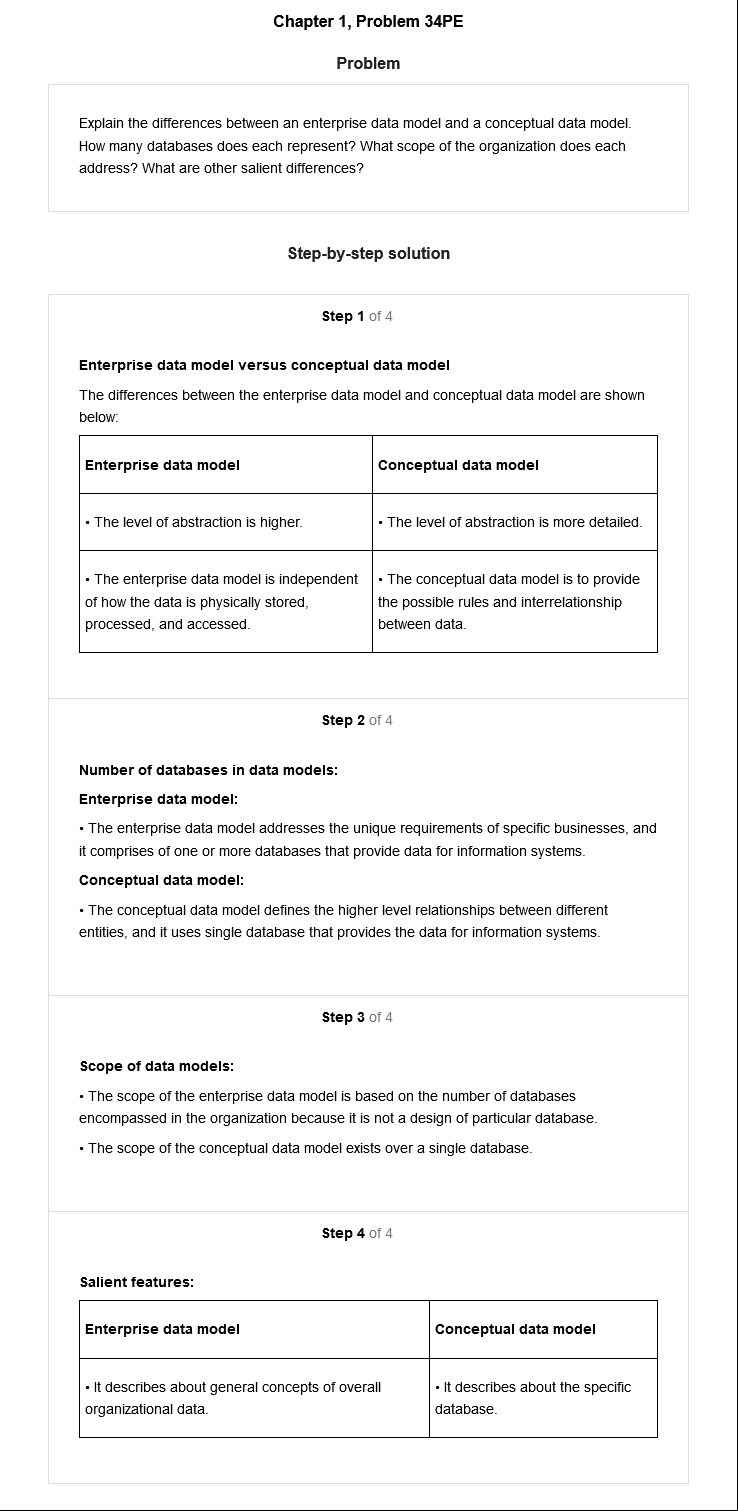 Chapter 1, Problem 34PE
Problem
Explain the differences between an enterprise data model and a conceptual data model.
How many databases does each represent? What scope of the organization does each
address? What are other salient differences?
Step-by-step solution
Step 1 of 4
Enterprise data model versus conceptual data model
The differences between the enterprise data model and conceptual data model are shown
below:
Enterprise data model
Conceptual data model
• The level of abstraction is higher.
• The level of abstraction is more detailed.
• The enterprise data model is independent
of how the data is physically stored,
processed, and accessed.
• The conceptual data model is to provide
the possible rules and interrelationship
between data.
Step 2 of 4
Number of databases in data models:
Enterprise data model:
• The enterprise data model addresses the unique requirements of specific businesses, and
it comprises of one or more databases that provide data for information systems.
Conceptual data model:
• The conceptual data model defines the higher level relationships between different
entities, and it uses single database that provides the data for information systems.
Step 3 of 4
Scope of data models:
• The scope of the enterprise data model is based on the number of databases
encompassed in the organization because it is not a design of particular database.
• The scope of the conceptual data model exists over a single database.
Step 4 of 4
Salient features:
Enterprise data model
Conceptual data model
• It describes about general concepts of overall
organizational data.
• It describes about the specific
database.